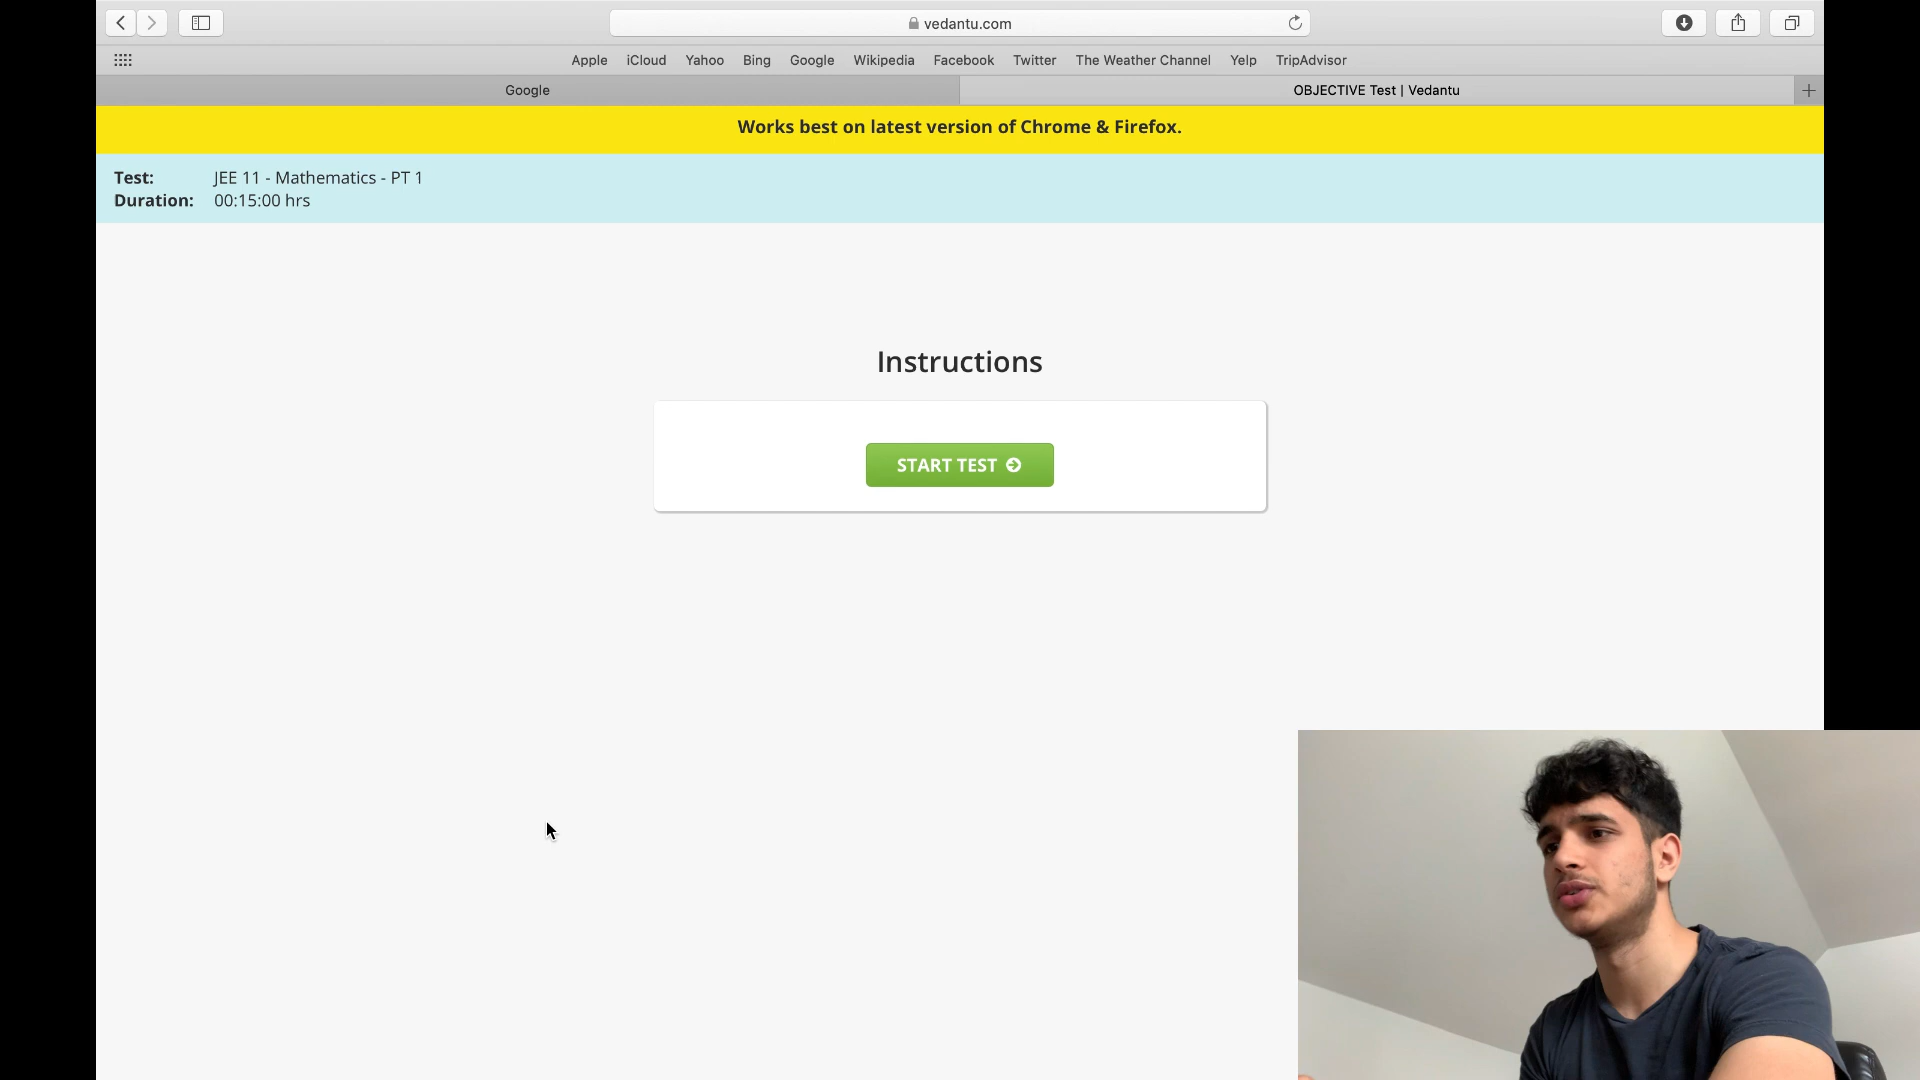 vedantu.com
Apple iCloud Yahoo Bing Google Wikipedia Facebook Twitter The Weather Channel Yelp TripAdvisor
Google OBJECTIVE Test | Vedantu
Works best on latest version of Chrome & Firefox.
Test: JEE 11 - Mathematics - PT 1
Duration: 00:15:00 hrs
Instructions
START TEST